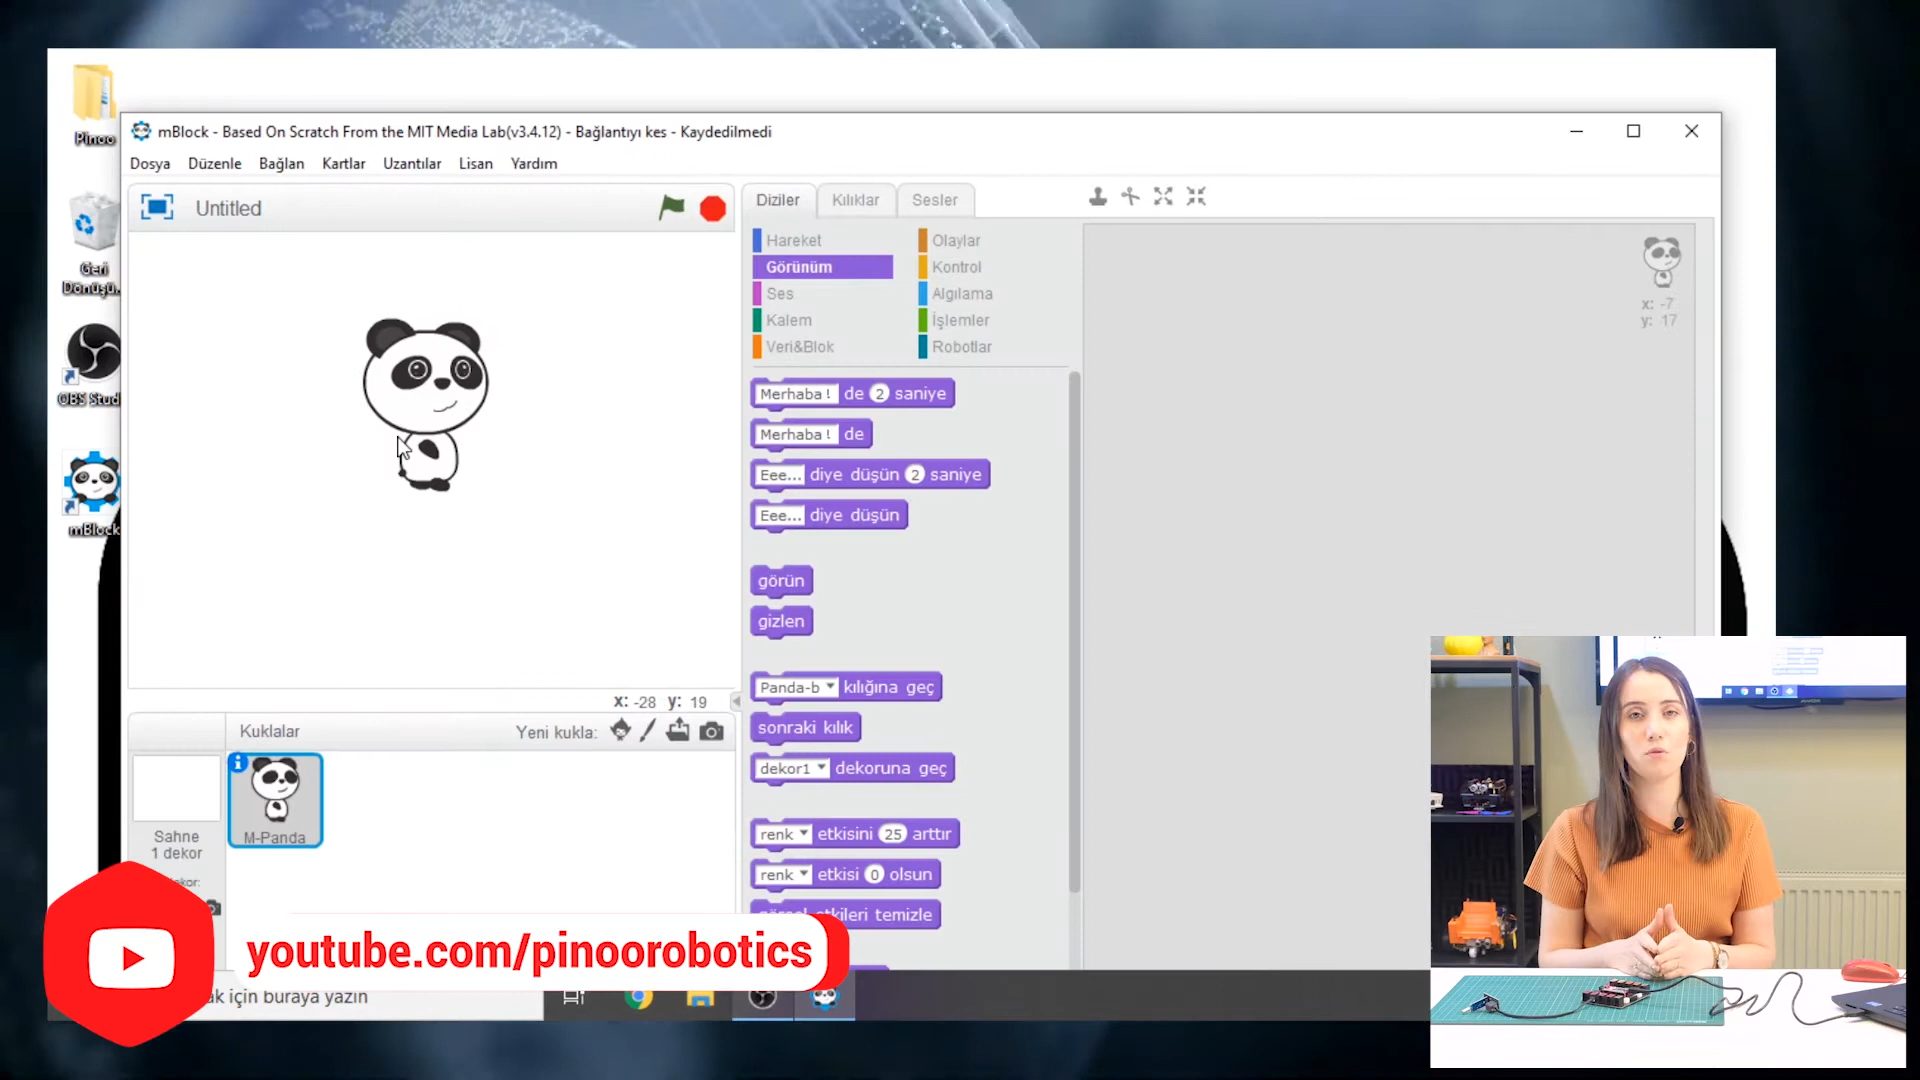 Pinoo
Geri
Dönüşü...
OBS Stud
mBlock
mBlock - Based On Scratch From the MIT Media Lab(v3.4.12) - Bağlantıyı kes - Kaydedilmedi
Dosya Düzenle Bağlan Kartlar Uzantılar Lisan Yardım
Untitled
x: -28 y: 19
Kuklalar Yeni kukla:
Sahne
1 dekor
M-Panda
Diziler Kılıklar Sesler
Hareket Olaylar
Görünüm Kontrol
Ses Algılama
Kalem İşlemler
Veri&Blok Robotlar
Merhaba! de 2 saniye
Merhaba! de
Eee... diye düşün 2 saniye
Eee... diye düşün
görün
gizlen
Panda-b kılığına geç
sonraki kılık
dekor1 dekoruna geç
renk etkisini 25 arttır
renk etkisi 0 olsun
etkileri temizle
x: -7
y: 17
youtube.com/pinoorobotics
için buraya yazın